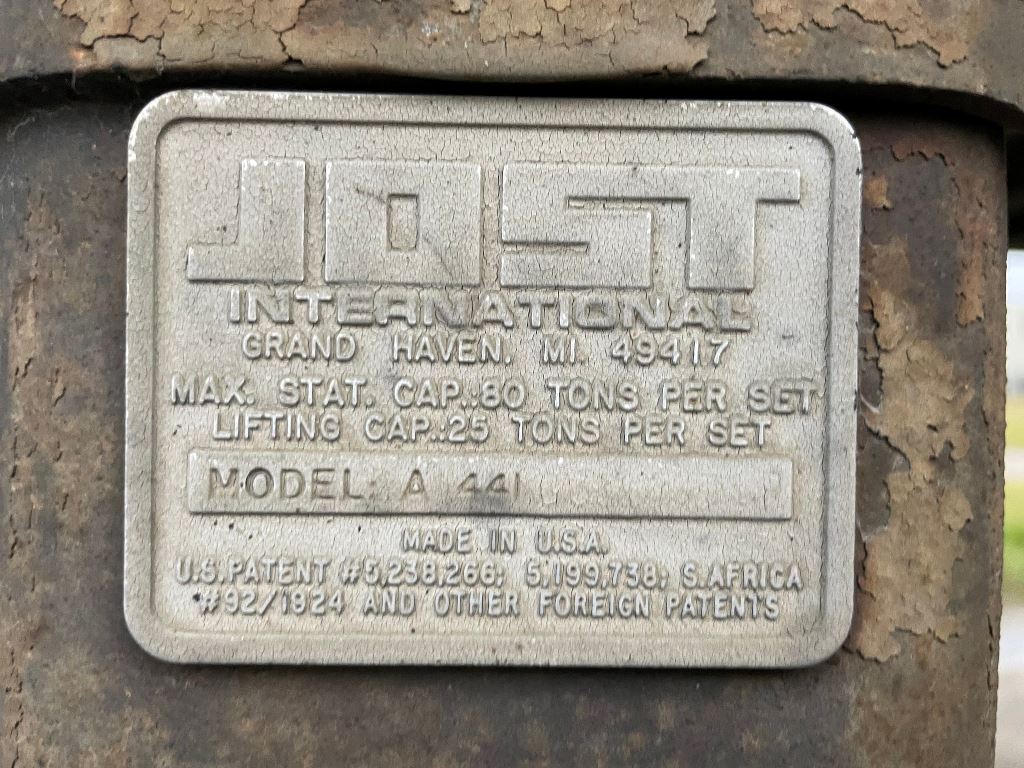 JOST
INTERNATIONAL
GRAND HAVEN, MI. 49417
MAX. STAT. CAP.:80 TONS PER SET
LIFTING CAP.:25 TONS PER SET
MODEL: A 441
MADE IN U.S.A.
U.S.PATENT #5,238,266; 5,199,738; S.AFRICA
#92/1924 AND OTHER FOREIGN PATENTS